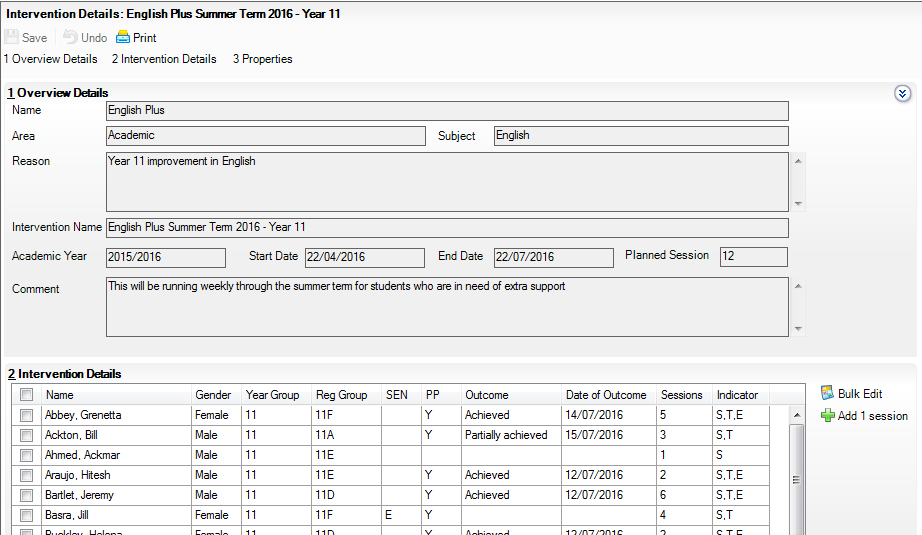 Intervention Details: English Plus Summer Term 2016 - Year 11
Save Undo Print
1 Overview Details 2 Intervention Details 3 Properties
1 Overview Details
Name English Plus
Area Academic Subject English
Reason Year 11 improvement in English
Intervention Name English Plus Summer Term 2016 - Year 11
Academic Year 2015/2016 Start Date 22/04/2016 End Date 22/07/2016 Planned Session 12
Comment This will be running weekly through the summer term for students who are in need of extra support
2 Intervention Details
Name Gender Year Group Reg Group SEN PP Outcome Date of Outcome Sessions Indicator Bulk Edit
Abbey, Grenetta Female 11 11F Y Achieved 14/07/2016 5 S,T,E Add 1 session
Ackton, Bill Male 11 11A Y Partially achieved 15/07/2016 3 S,T
Ahmed, Ackmar Male 11 11E 1 S
Araujo, Hitesh Male 11 11E Y Achieved 12/07/2016 2 S,T,E
Bartlet, Jeremy Male 11 11D Y Achieved 12/07/2016 6 S,T,E
Basra, Jill Female 11 11F E Y 4 S,T
Buckley, Helena Female 11 11D Achieved 12/07/2016 2 S,T,E